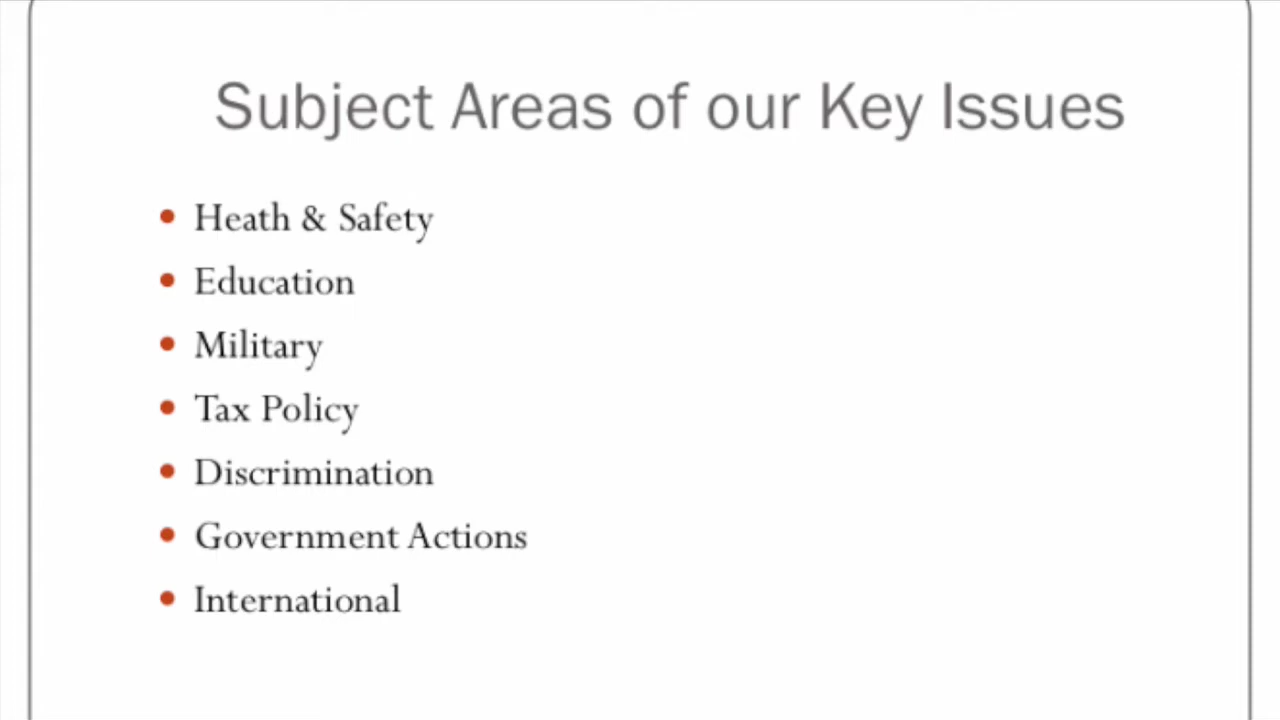 Subject Areas of our Key Issues
• Heath & Safety
• Education
• Military
• Tax Policy
• Discrimination
• Government Actions
• International